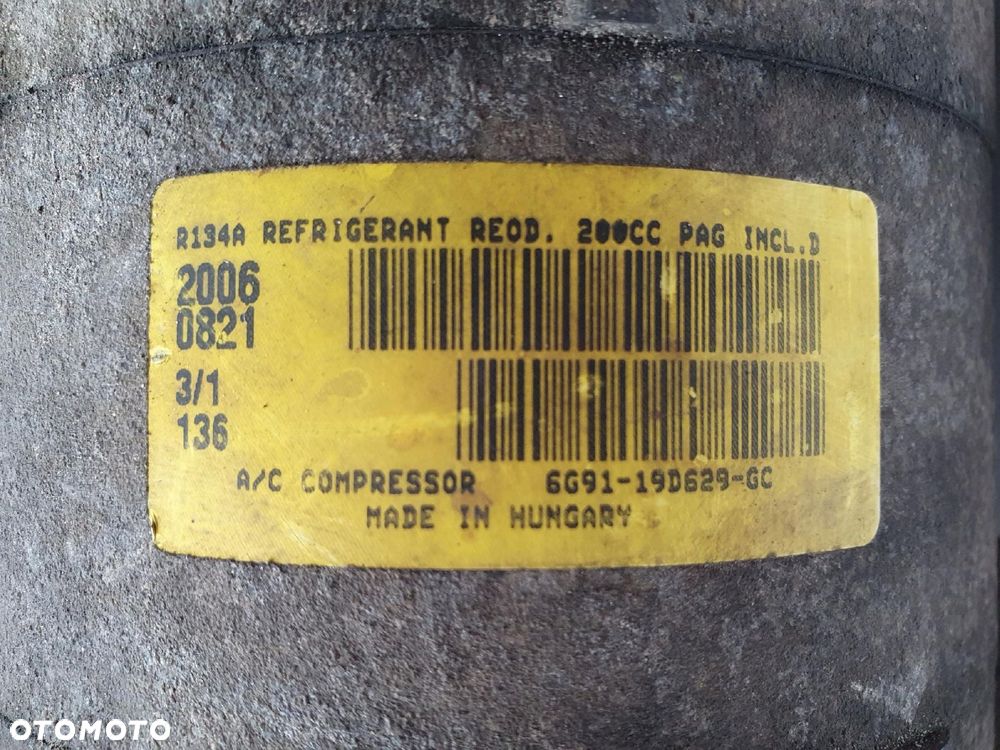 R134A REFRIGERANT REQD. 200CC PAG INCL.D
2006
0821
3/1
136
A/C COMPRESSOR 6G91-19D629-GC
MADE IN HUNGARY
OTOMOTO